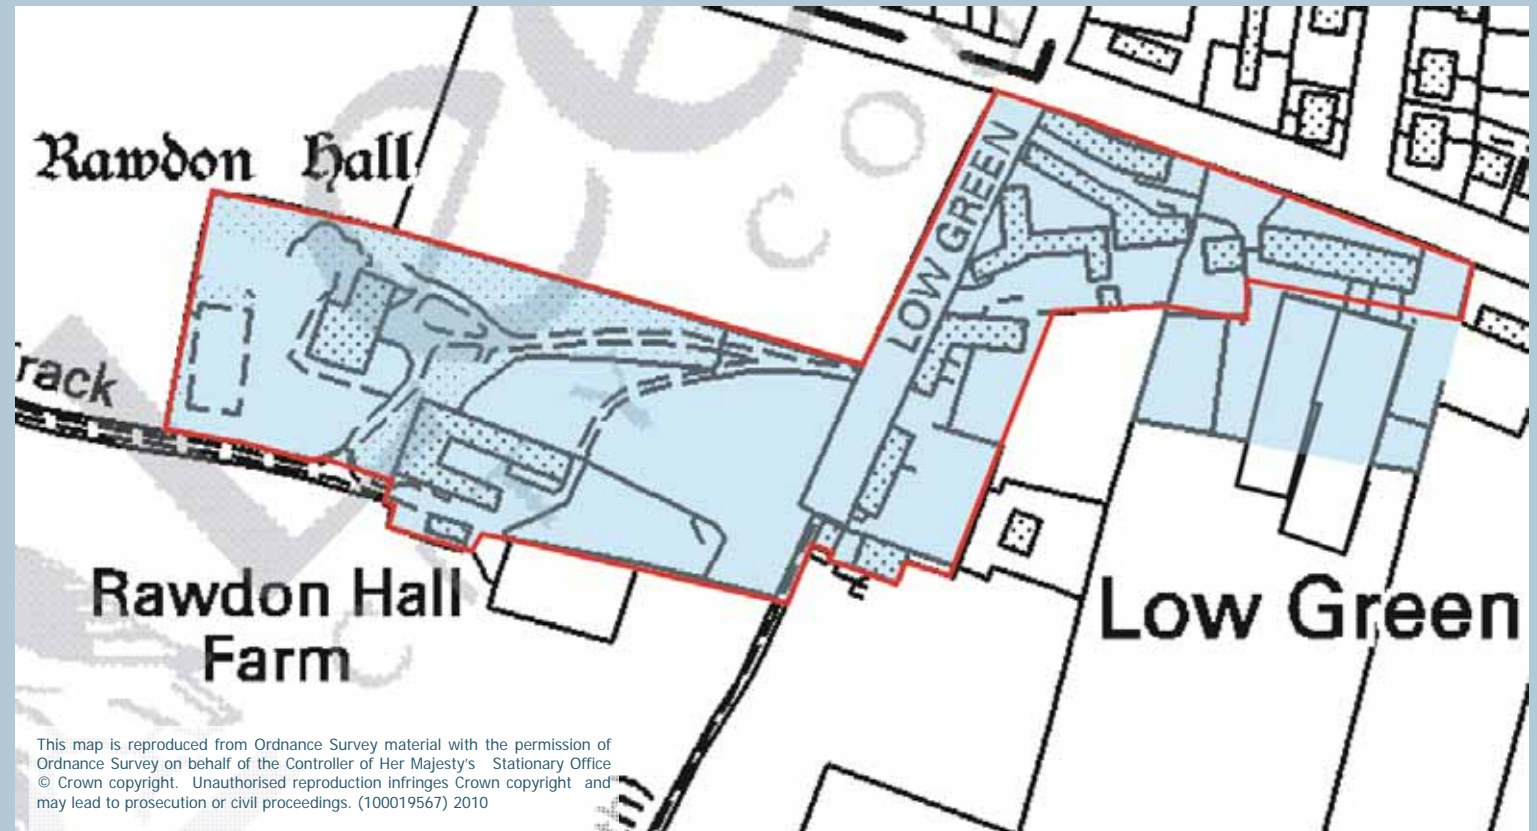 Rawdon Hall
LOW GREEN
LOW GREEN
rack
Rawdon Hall
Farm
Low Green
This map is reproduced from Ordnance Survey material with the permission of
Ordnance Survey on behalf of the Controller of Her Majesty's Stationary Office
© Crown copyright. Unauthorised reproduction infringes Crown copyright and
may lead to prosecution or civil proceedings. (100019567) 2010